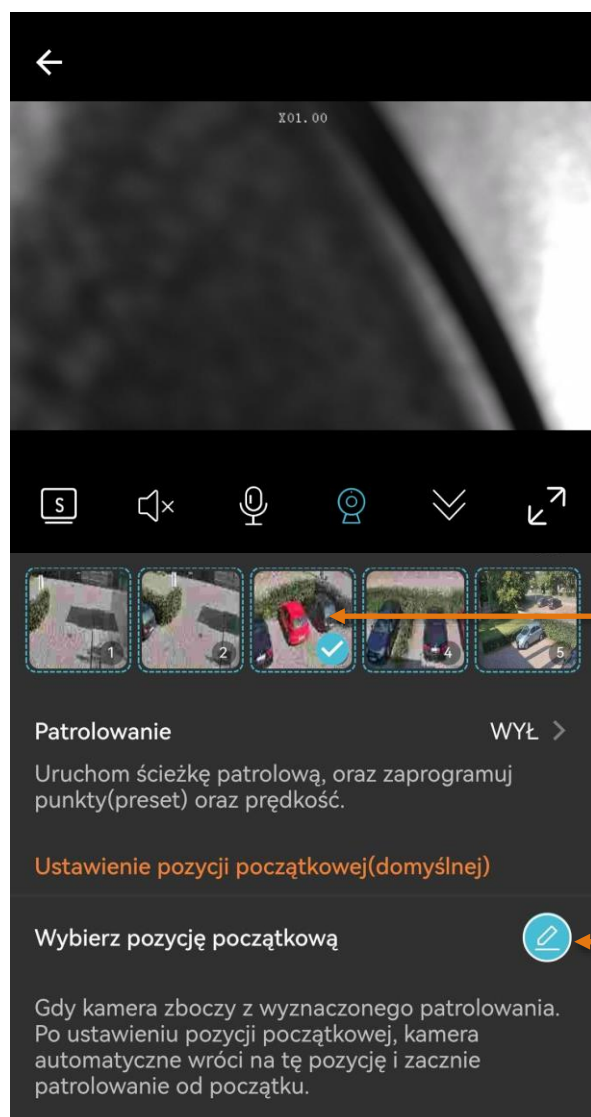 X01.00
S
1 2 4 5
Patrolowanie WYŁ >
Uruchom ścieżkę patrolową, oraz zaprogramuj
punkty(preset) oraz prędkość.
Ustawienie pozycji początkowej(domyślnej)
Wybierz pozycję początkową
Gdy kamera zboczy z wyznaczonego patrolowania.
Po ustawieniu pozycji początkowej, kamera
automatyczne wróci na tę pozycję i zacznie
patrolowanie od początku.